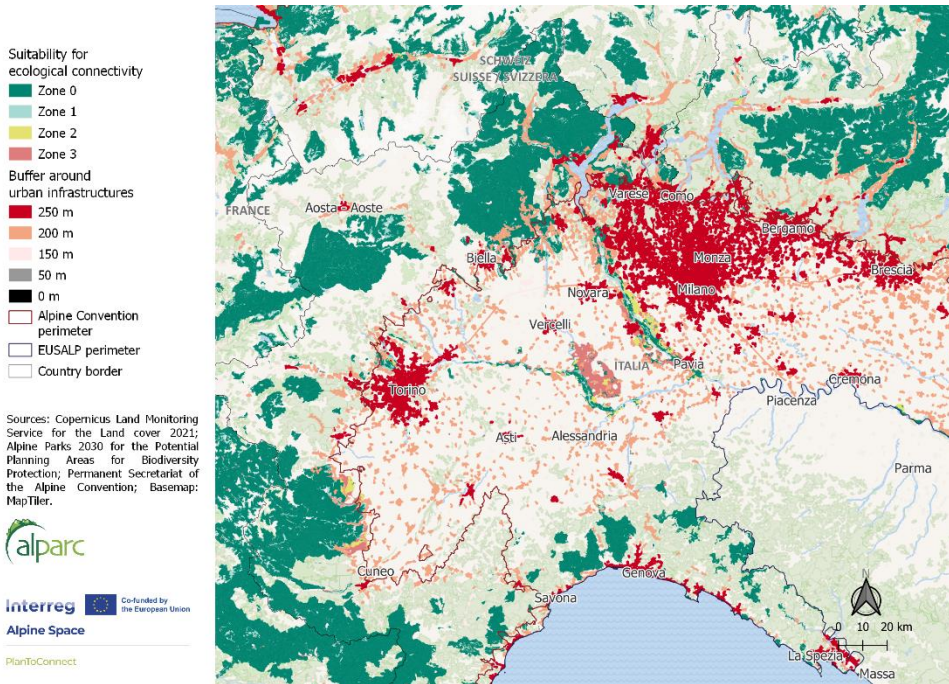 Suitability for
ecological connectivity
Zone 0
Zone 1
Zone 2
Zone 3
Buffer around
urban infrastructures
250 m
200 m
150 m
50 m
0 m
Alpine Convention
perimeter
EUSALP perimeter
Country border
Sources: Copernicus Land Monitoring
Service for the Land cover 2021;
Alpine Parks 2030 for the Potential
Planning Areas for Biodiversity
Protection; Permanent Secretariat of
the Alpine Convention; Basemap:
MapTiler.
alparc
Interreg
Co-funded by
the European Union
Alpine Space
PlanToConnect
SCHWEIZ
SUISSE / SVIZZERA
FRANCE
Aosta Aoste
Varese
Como
Bergamo
Biella
Monza
Brescia
Novara
Milano
Vercelli
ITALIA
Pavia
Torino
Cremona
Piacenza
Asti
Alessandria
Parma
Cuneo
Genova
Savona
N
0 10 20 km
La Spezia
Massa